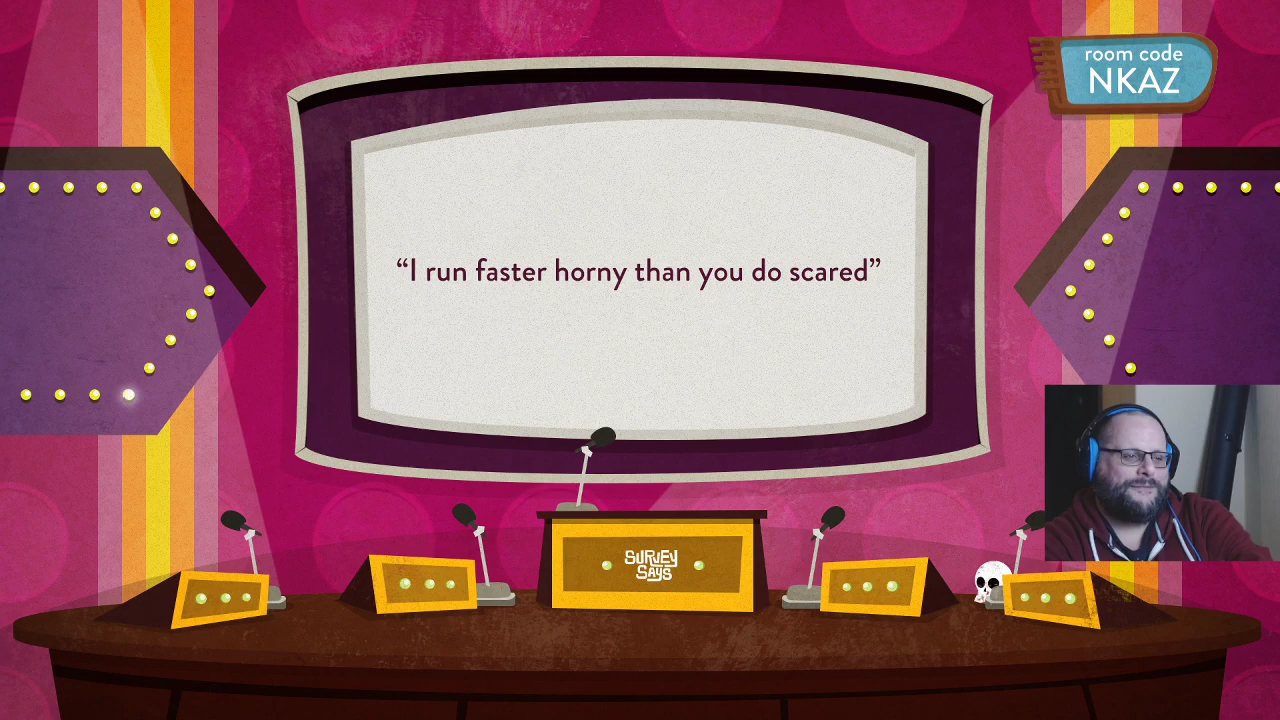 room code
NKAZ
“I run faster horny than you do scared”
SURVEY
SAYS